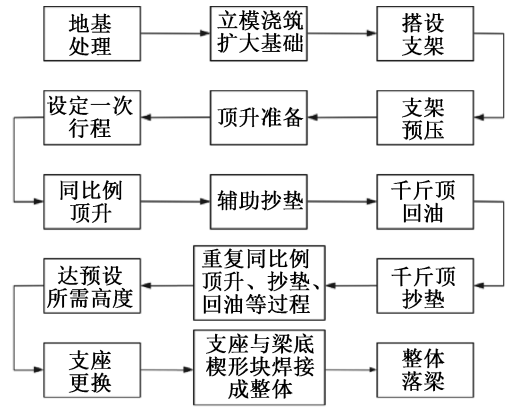 地基
处理
立模浇筑
扩大基础
搭设
支架
设定一次
行程
顶升准备
支架
预压
同比例
顶升
辅助抄垫
千斤顶
回油
达预设
所需高度
重复同比例
顶升、抄垫、
回油等过程
千斤顶
抄垫
支座
更换
支座与梁底
楔形块焊接
成整体
整体
落梁